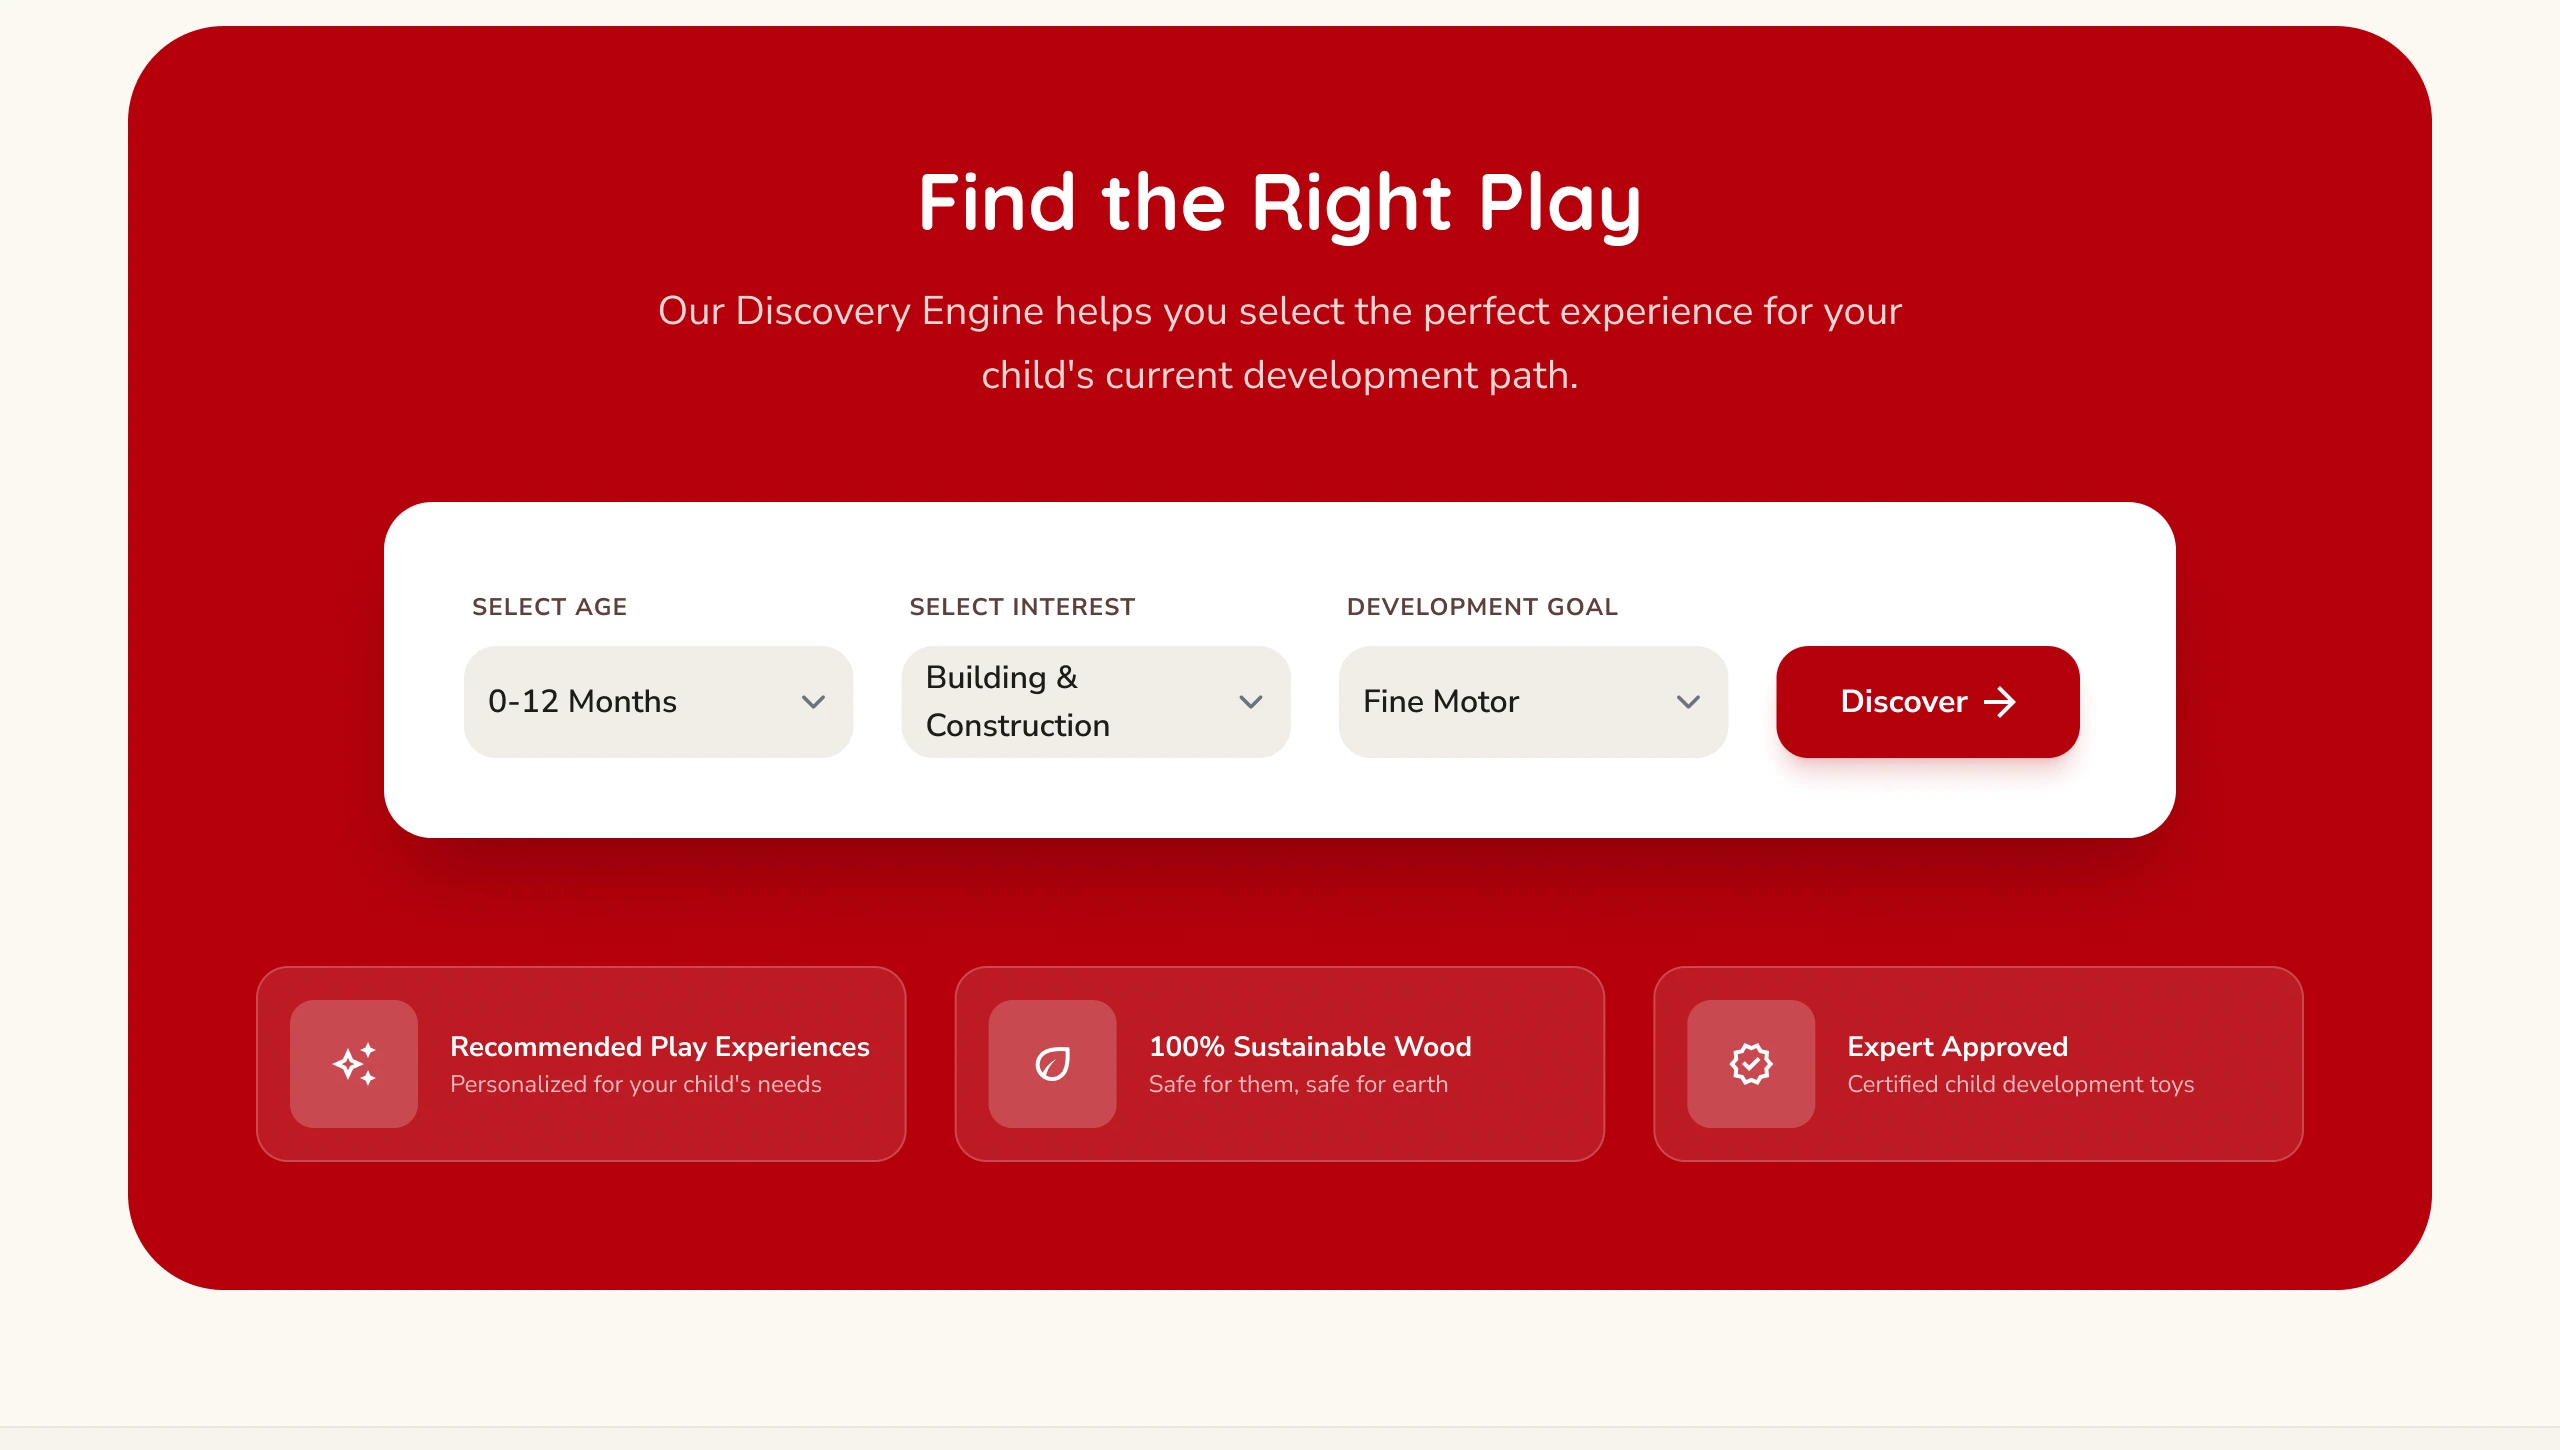 Find the Right Play
Our Discovery Engine helps you select the perfect experience for your
child's current development path.
SELECT AGE
0-12 Months
SELECT INTEREST
Building &
Construction
DEVELOPMENT GOAL
Fine Motor
Discover
Recommended Play Experiences
Personalized for your child's needs
100% Sustainable Wood
Safe for them, safe for earth
Expert Approved
Certified child development toys